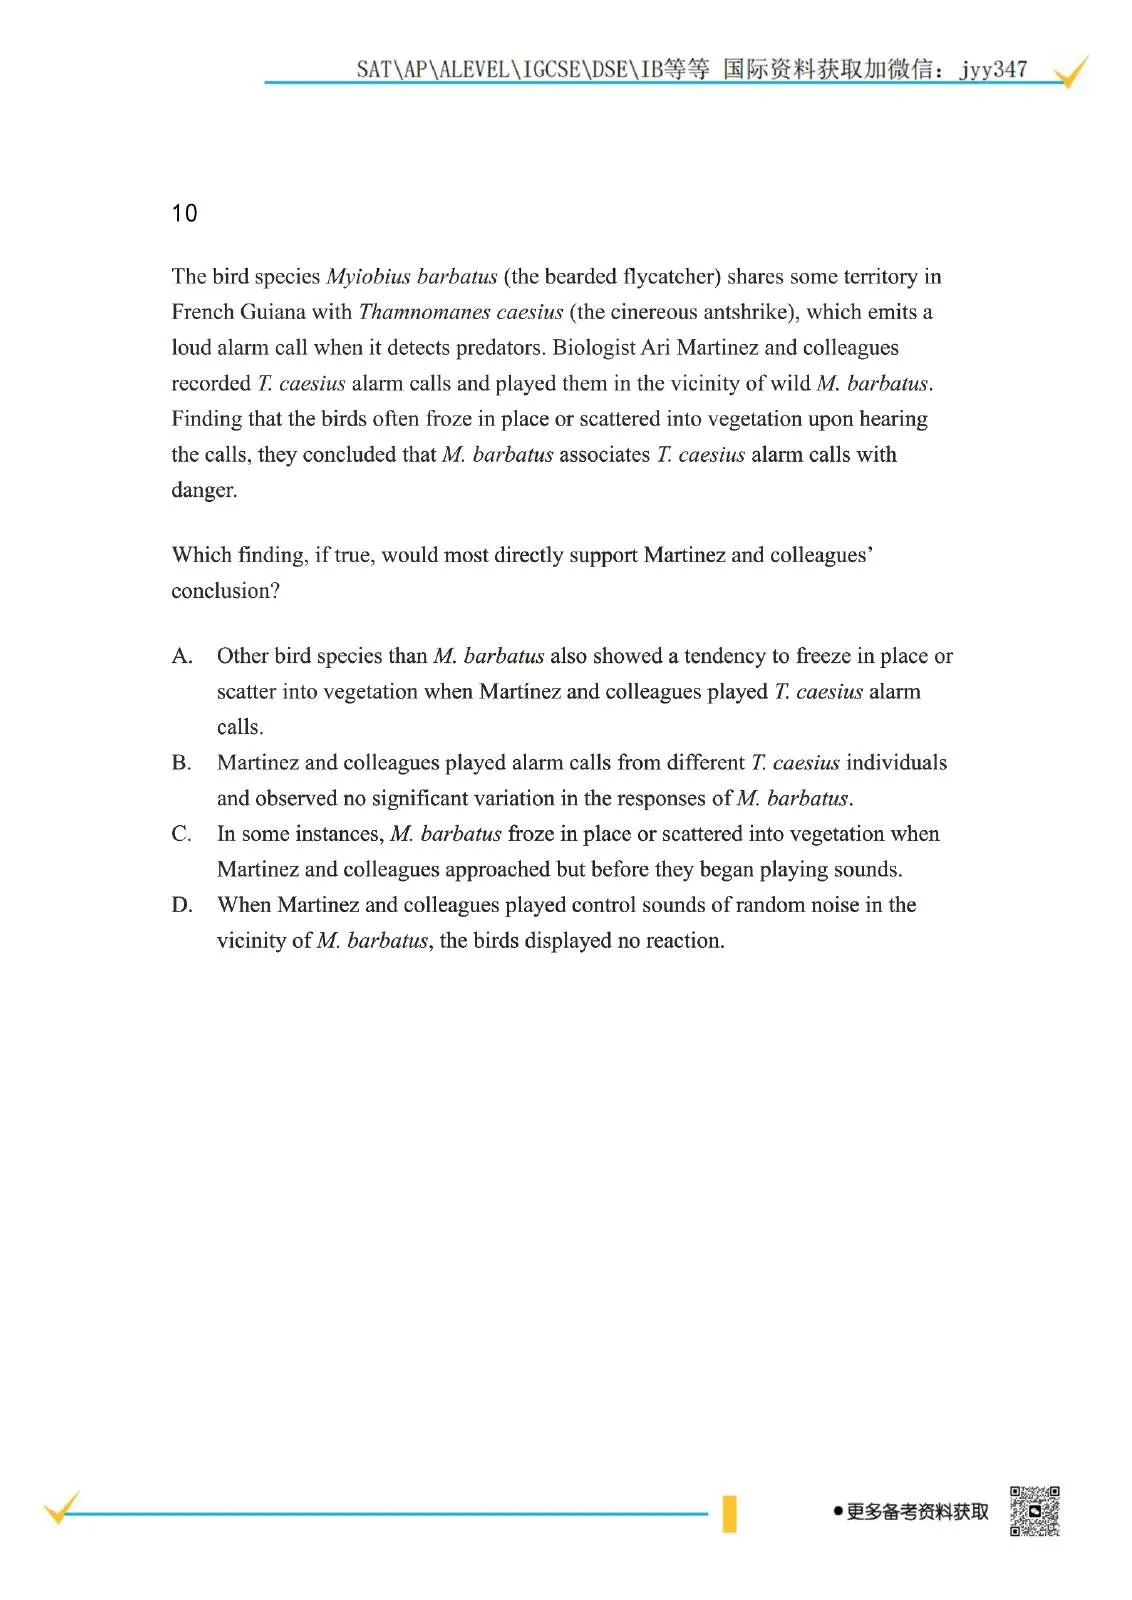 SAT\AP\ALEVEL\IGCSE\DSE\IB等等 国际资料获取加微信：jyy347
10
The bird species Myiobius barbatus (the bearded flycatcher) shares some territory in
French Guiana with Thamnomanes caesius (the cinereous antshrike), which emits a
loud alarm call when it detects predators. Biologist Ari Martinez and colleagues
recorded T. caesius alarm calls and played them in the vicinity of wild M. barbatus.
Finding that the birds often froze in place or scattered into vegetation upon hearing
the calls, they concluded that M. barbatus associates T. caesius alarm calls with
danger.
Which finding, if true, would most directly support Martinez and colleagues’
conclusion?
A. Other bird species than M. barbatus also showed a tendency to freeze in place or
scatter into vegetation when Martínez and colleagues played T. caesius alarm
calls.
B. Martinez and colleagues played alarm calls from different T. caesius individuals
and observed no significant variation in the responses of M. barbatus.
C. In some instances, M. barbatus froze in place or scattered into vegetation when
Martinez and colleagues approached but before they began playing sounds.
D. When Martinez and colleagues played control sounds of random noise in the
vicinity of M. barbatus, the birds displayed no reaction.
●更多备考资料获取